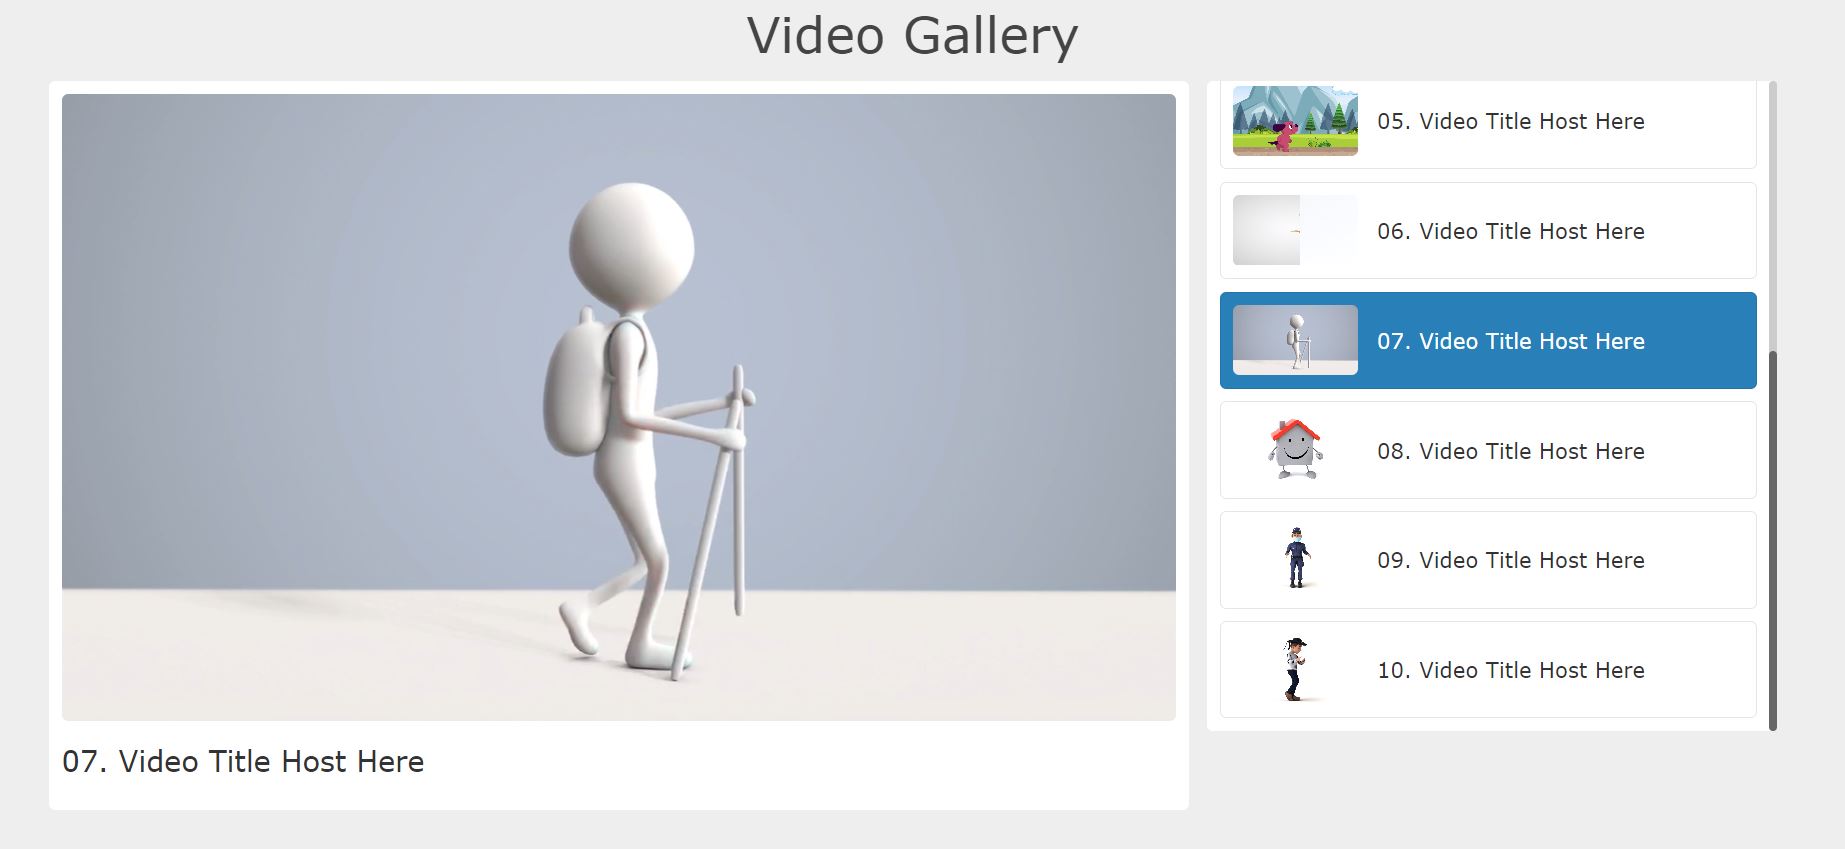 Video Gallery
07. Video Title Host Here
05. Video Title Host Here
06. Video Title Host Here
07. Video Title Host Here
08. Video Title Host Here
09. Video Title Host Here
10. Video Title Host Here